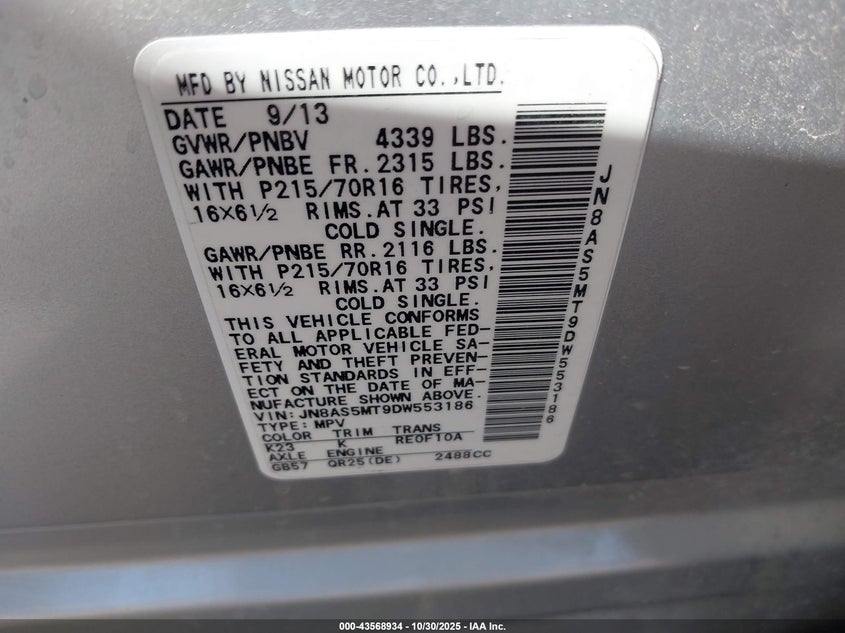 MFD BY NISSAN MOTOR CO.,LTD.
DATE 9/13
GVWR/PNBV 4339 LBS.
GAWR/PNBE FR.2315 LBS.
WITH P215/70R16 TIRES,
16X6½ RIMS.AT 33 PSI
COLD SINGLE.
GAWR/PNBE RR.2116 LBS.
WITH P215/70R16 TIRES,
16X6½ RIMS.AT 33 PSI
COLD SINGLE.
THIS VEHICLE CONFORMS
TO ALL APPLICABLE FED-
ERAL MOTOR VEHICLE SA-
FETY AND THEFT PREVEN-
TION STANDARDS IN EFF-
ECT ON THE DATE OF MA-
NUFACTURE SHOWN ABOVE.
VIN: JN8AS5MT9DW553186
TYPE: MPV
COLOR TRIM TRANS
K23 K RE0F10A
AXLE ENGINE
GB57 QR25(DE) 2488CC
JN8AS5MT9DW553186
000-43568934 - 10/30/2025 - IAA Inc.